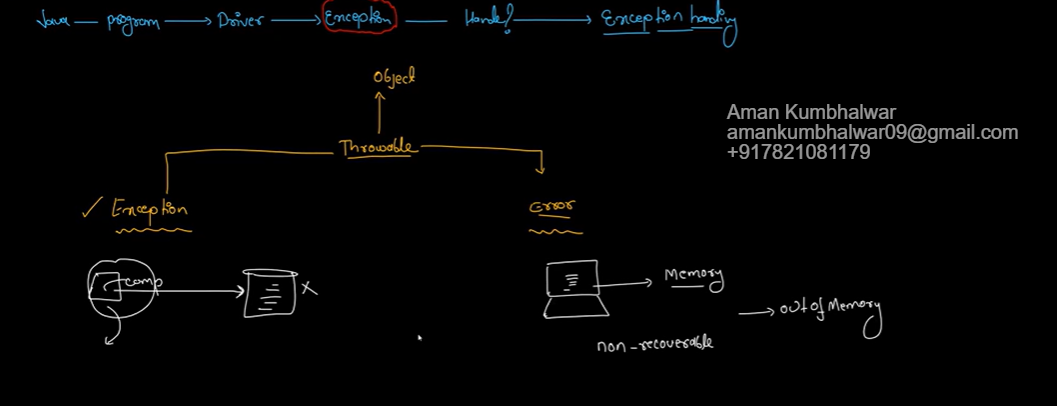 Java program Driver Exception Handle? Exception handling
Object
Aman Kumbhalwar
amankumbhalwar09@gmail.com
+917821081179
Throwable
Exception
Error
comp
Memory
out of Memory
non-recoverable